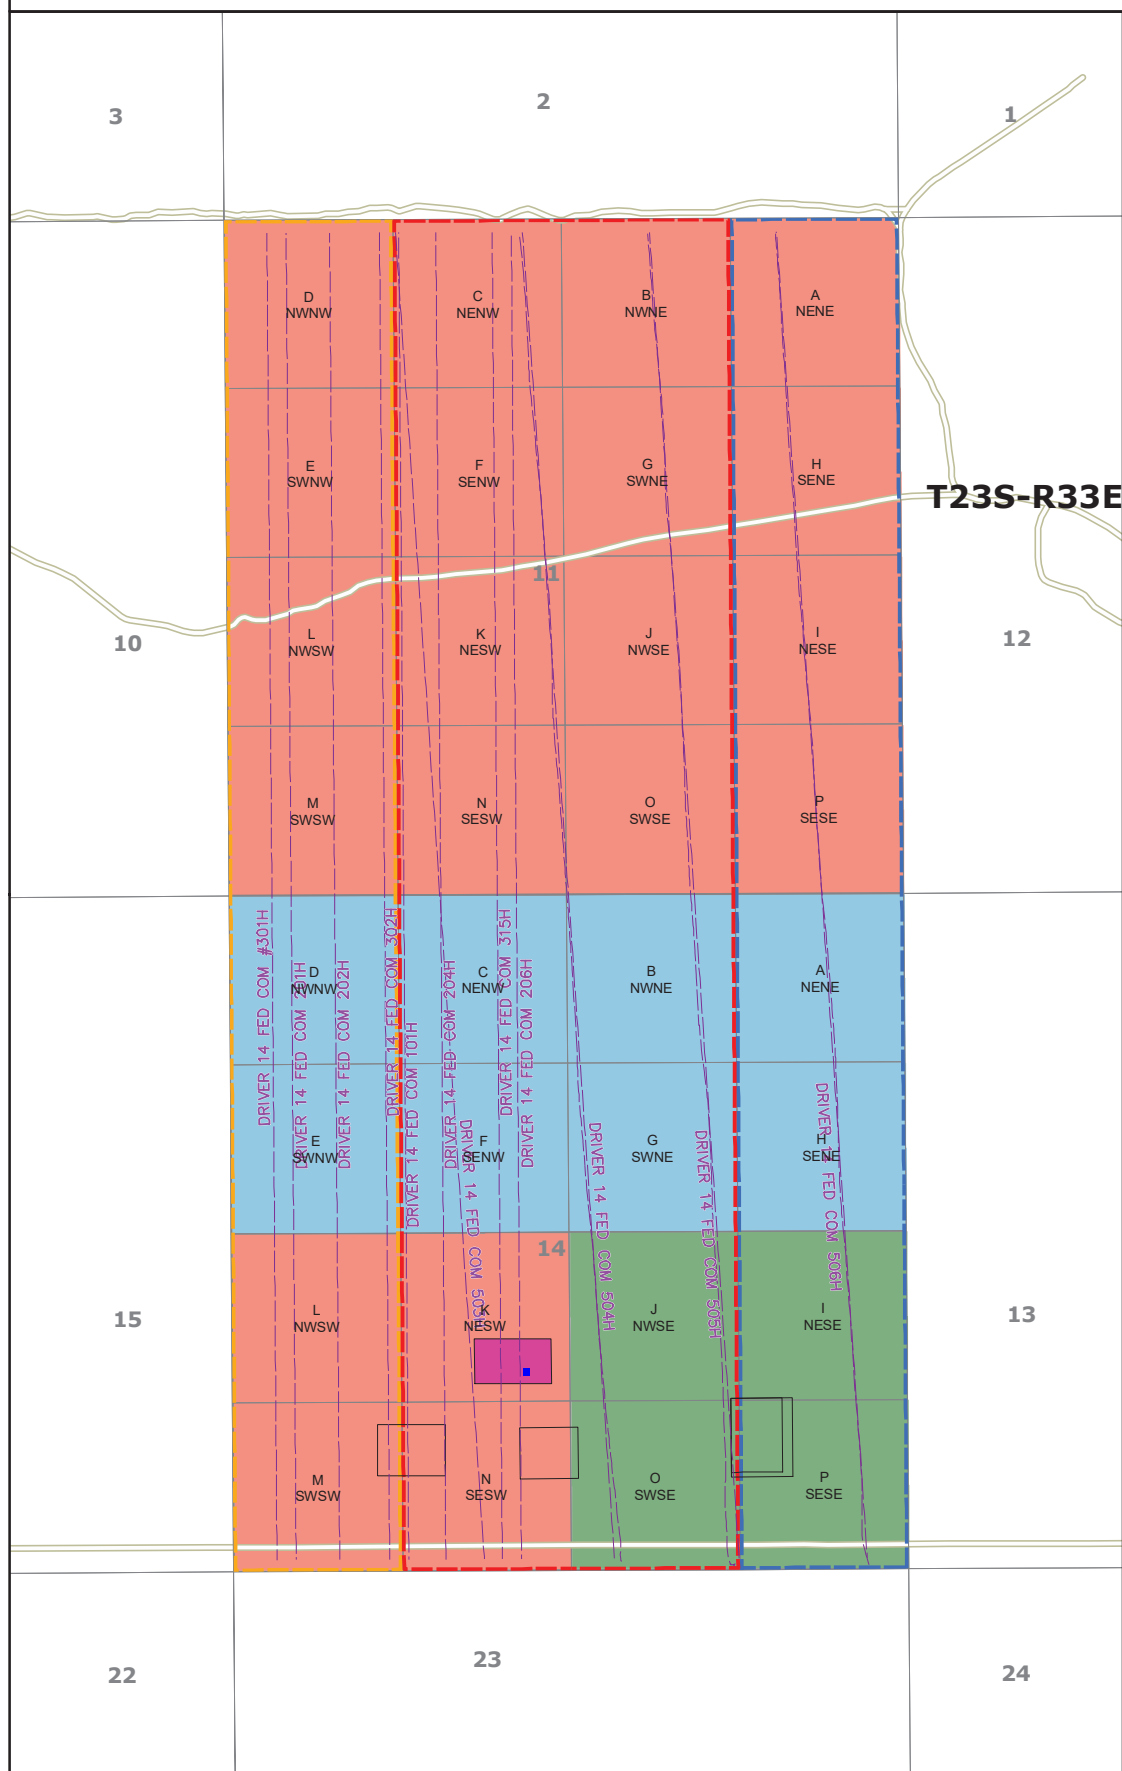 3
2
1
D
NWNW
C
NENW
B
NWNE
A
NENE
E
SWNW
F
SENW
G
SWNE
H
SENE
T23S-R33E
11
10
L
NWSW
K
NESW
J
NWSE
I
NESE
12
M
SWSW
N
SESW
O
SWSE
P
SESE
DRIVER 14 FED COM #301H
DRIVER 14 FED COM 201H
DRIVER 14 FED COM 202H
DRIVER 14 FED COM 302H
DRIVER 14 FED COM 101H
DRIVER 14 FED COM 204H
DRIVER 14 FED COM 503H
DRIVER 14 FED COM 315H
DRIVER 14 FED COM 206H
DRIVER 14 FED COM 504H
DRIVER 14 FED COM 505H
DRIVER 14 FED COM 506H
D
NWNW
C
NENW
B
NWNE
A
NENE
E
SWNW
F
SENW
G
SWNE
H
SENE
14
15
L
NWSW
K
NESW
J
NWSE
I
NESE
13
M
SWSW
N
SESW
O
SWSE
P
SESE
22
23
24